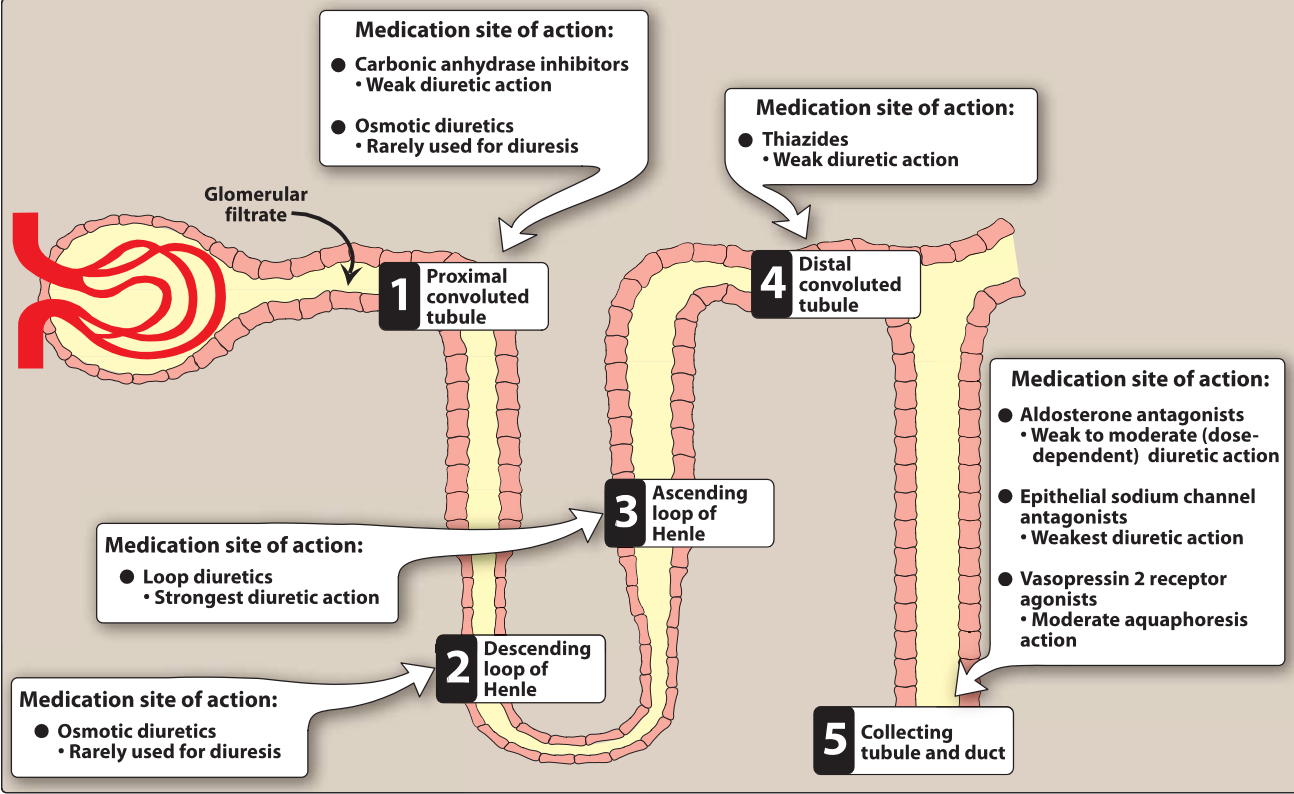 Medication site of action:
● Carbonic anhydrase inhibitors
• Weak diuretic action
● Osmotic diuretics
• Rarely used for diuresis
Medication site of action:
● Thiazides
• Weak diuretic action
Glomerular
filtrate
1 Proximal
convoluted
tubule
4 Distal
convoluted
tubule
Medication site of action:
● Aldosterone antagonists
• Weak to moderate (dose-
dependent) diuretic action
● Epithelial sodium channel
antagonists
• Weakest diuretic action
● Vasopressin 2 receptor
agonists
• Moderate aquaphoresis
action
3 Ascending
loop of
Henle
Medication site of action:
● Loop diuretics
• Strongest diuretic action
2 Descending
loop of
Henle
Medication site of action:
● Osmotic diuretics
• Rarely used for diuresis
5 Collecting
tubule and duct